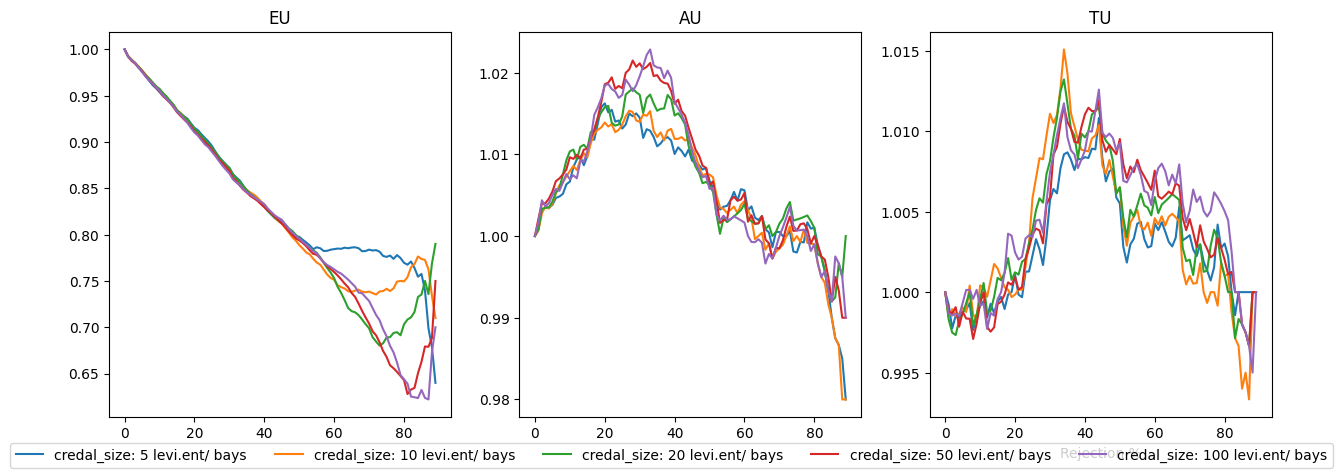 EU
AU
TU
1.00
0.95
0.90
0.85
0.80
0.75
0.70
0.65
0 20 40 60 80
1.02
1.01
1.00
0.99
0.98
0 20 40 60 80
1.015
1.010
1.005
1.000
0.995
0 20 40 60 80
Rejection %
credal_size: 5 levi.ent/ bays
credal_size: 10 levi.ent/ bays
credal_size: 20 levi.ent/ bays
credal_size: 50 levi.ent/ bays
credal_size: 100 levi.ent/ bays